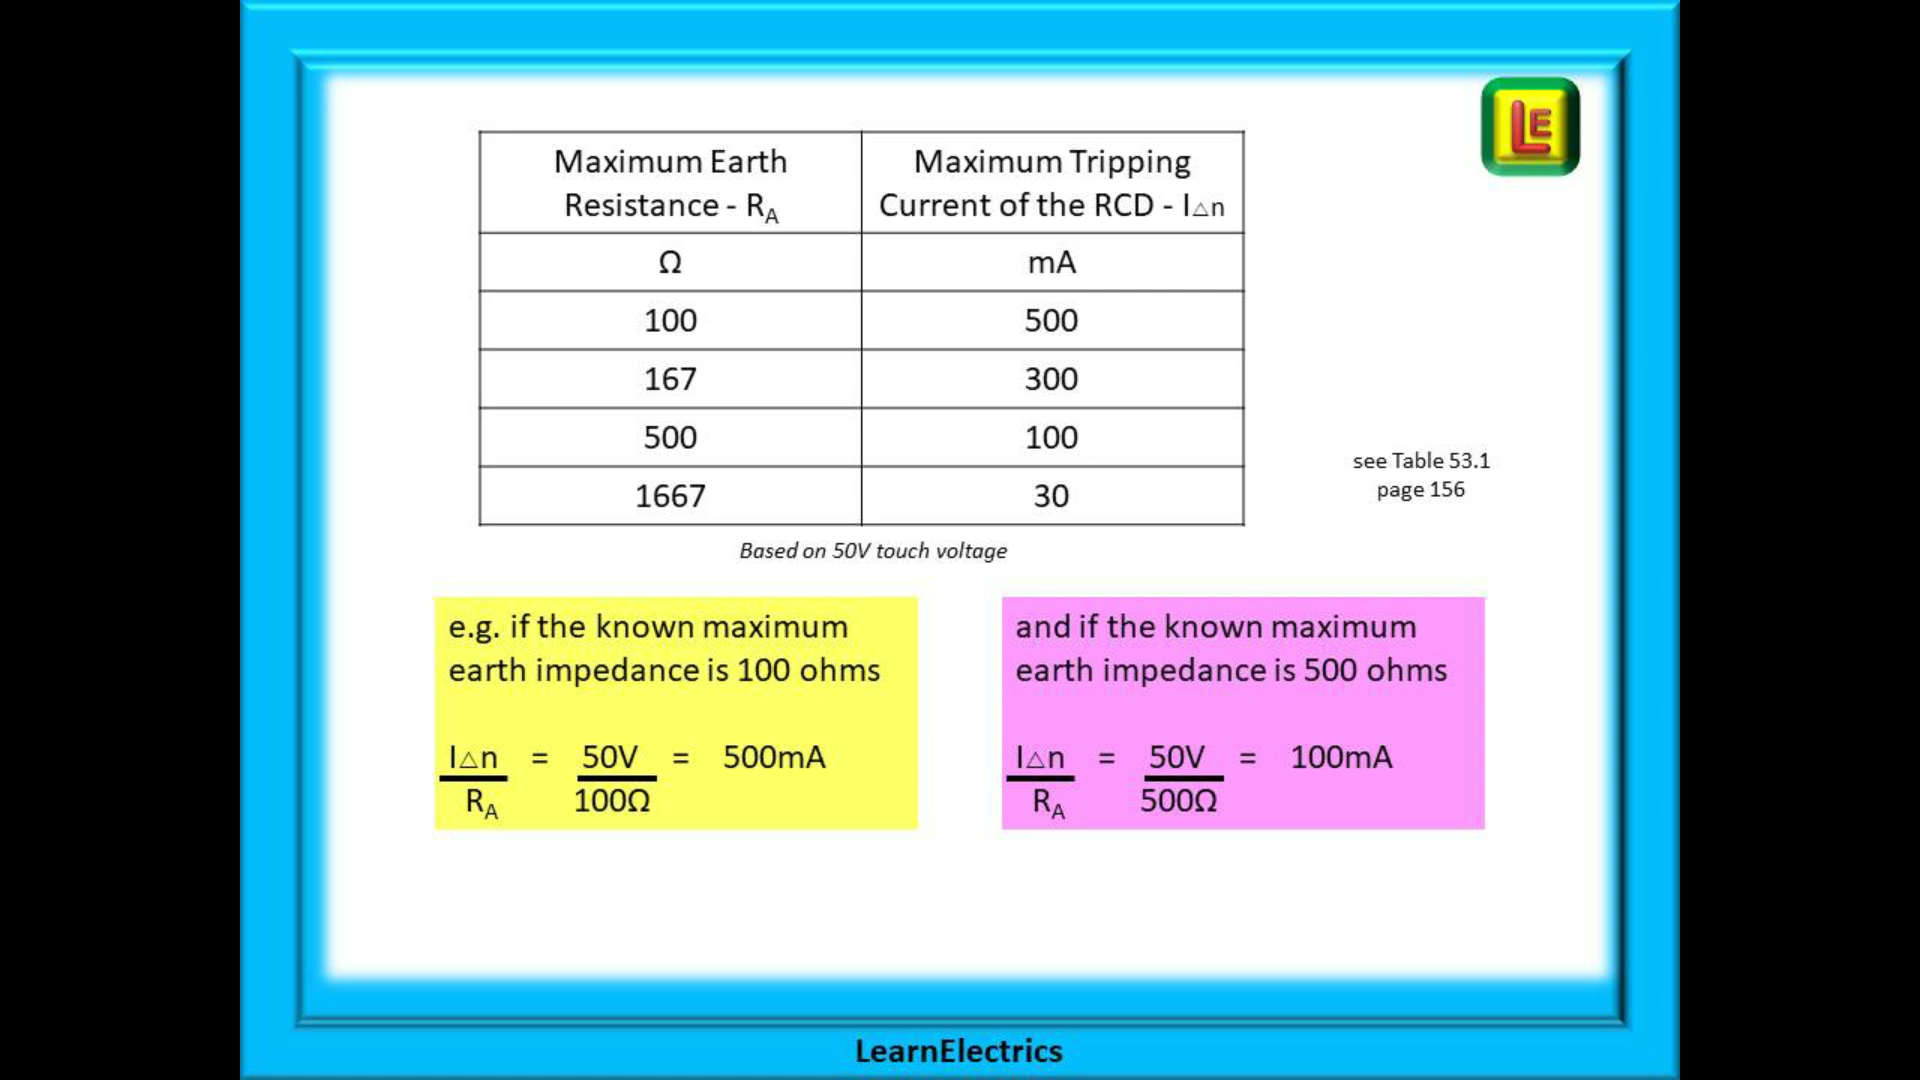 LE
Maximum Earth
Resistance - RA
Maximum Tripping
Current of the RCD - I△n
Ω
mA
100
500
167
300
500
100
1667
30
Based on 50V touch voltage
see Table 53.1
page 156
e.g. if the known maximum
earth impedance is 100 ohms
I△n = 50V = 500mA
RA 100Ω
and if the known maximum
earth impedance is 500 ohms
I△n = 50V = 100mA
RA 500Ω
LearnElectrics